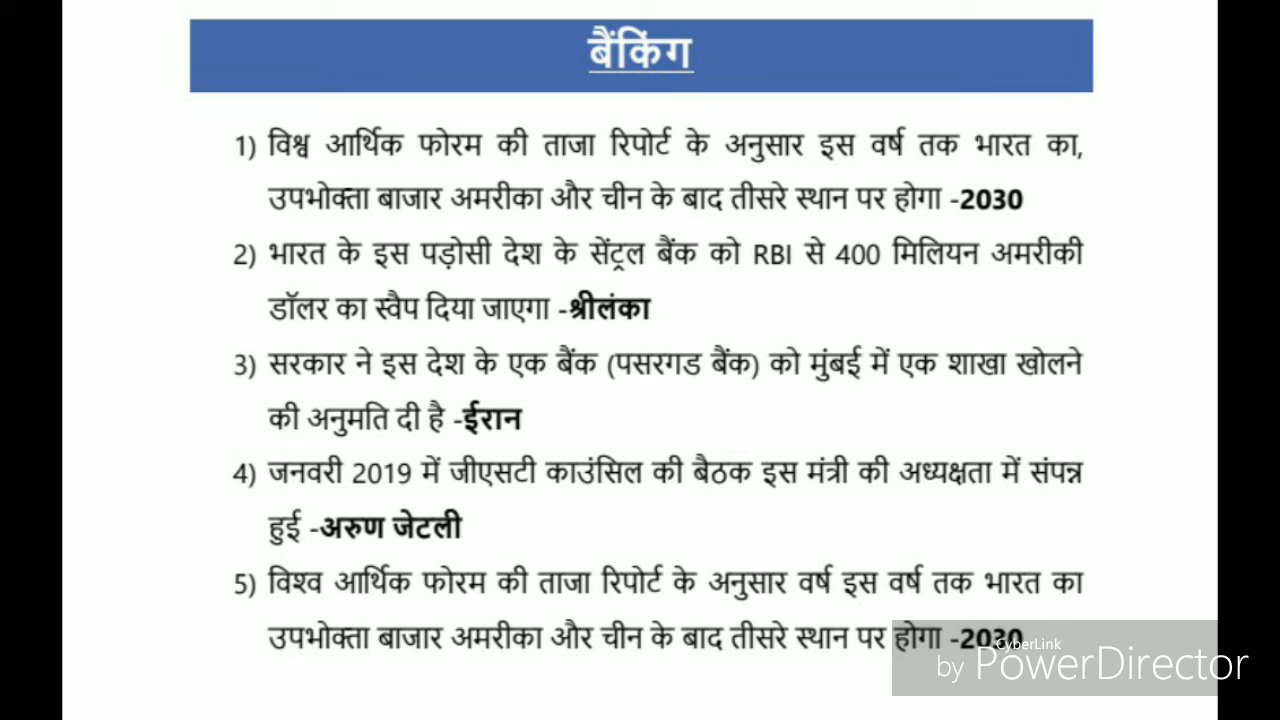 बैंकिंग
1) विश्व आर्थिक फोरम की ताजा रिपोर्ट के अनुसार इस वर्ष तक भारत का,
उपभोक्ता बाजार अमरीका और चीन के बाद तीसरे स्थान पर होगा -2030
2) भारत के इस पड़ोसी देश के सेंट्रल बैंक को RBI से 400 मिलियन अमरीकी
डॉलर का स्वैप दिया जाएगा -श्रीलंका
3) सरकार ने इस देश के एक बैंक (पसरगड बैंक) को मुंबई में एक शाखा खोलने
की अनुमति दी है -ईरान
4) जनवरी 2019 में जीएसटी काउंसिल की बैठक इस मंत्री की अध्यक्षता में संपन्न
हुई -अरुण जेटली
5) विश्‍व आर्थिक फोरम की ताजा रिपोर्ट के अनुसार वर्ष इस वर्ष तक भारत का
उपभोक्ता बाजार अमरीका और चीन के बाद तीसरे स्थान पर होगा -2030
CyberLink
by PowerDirector